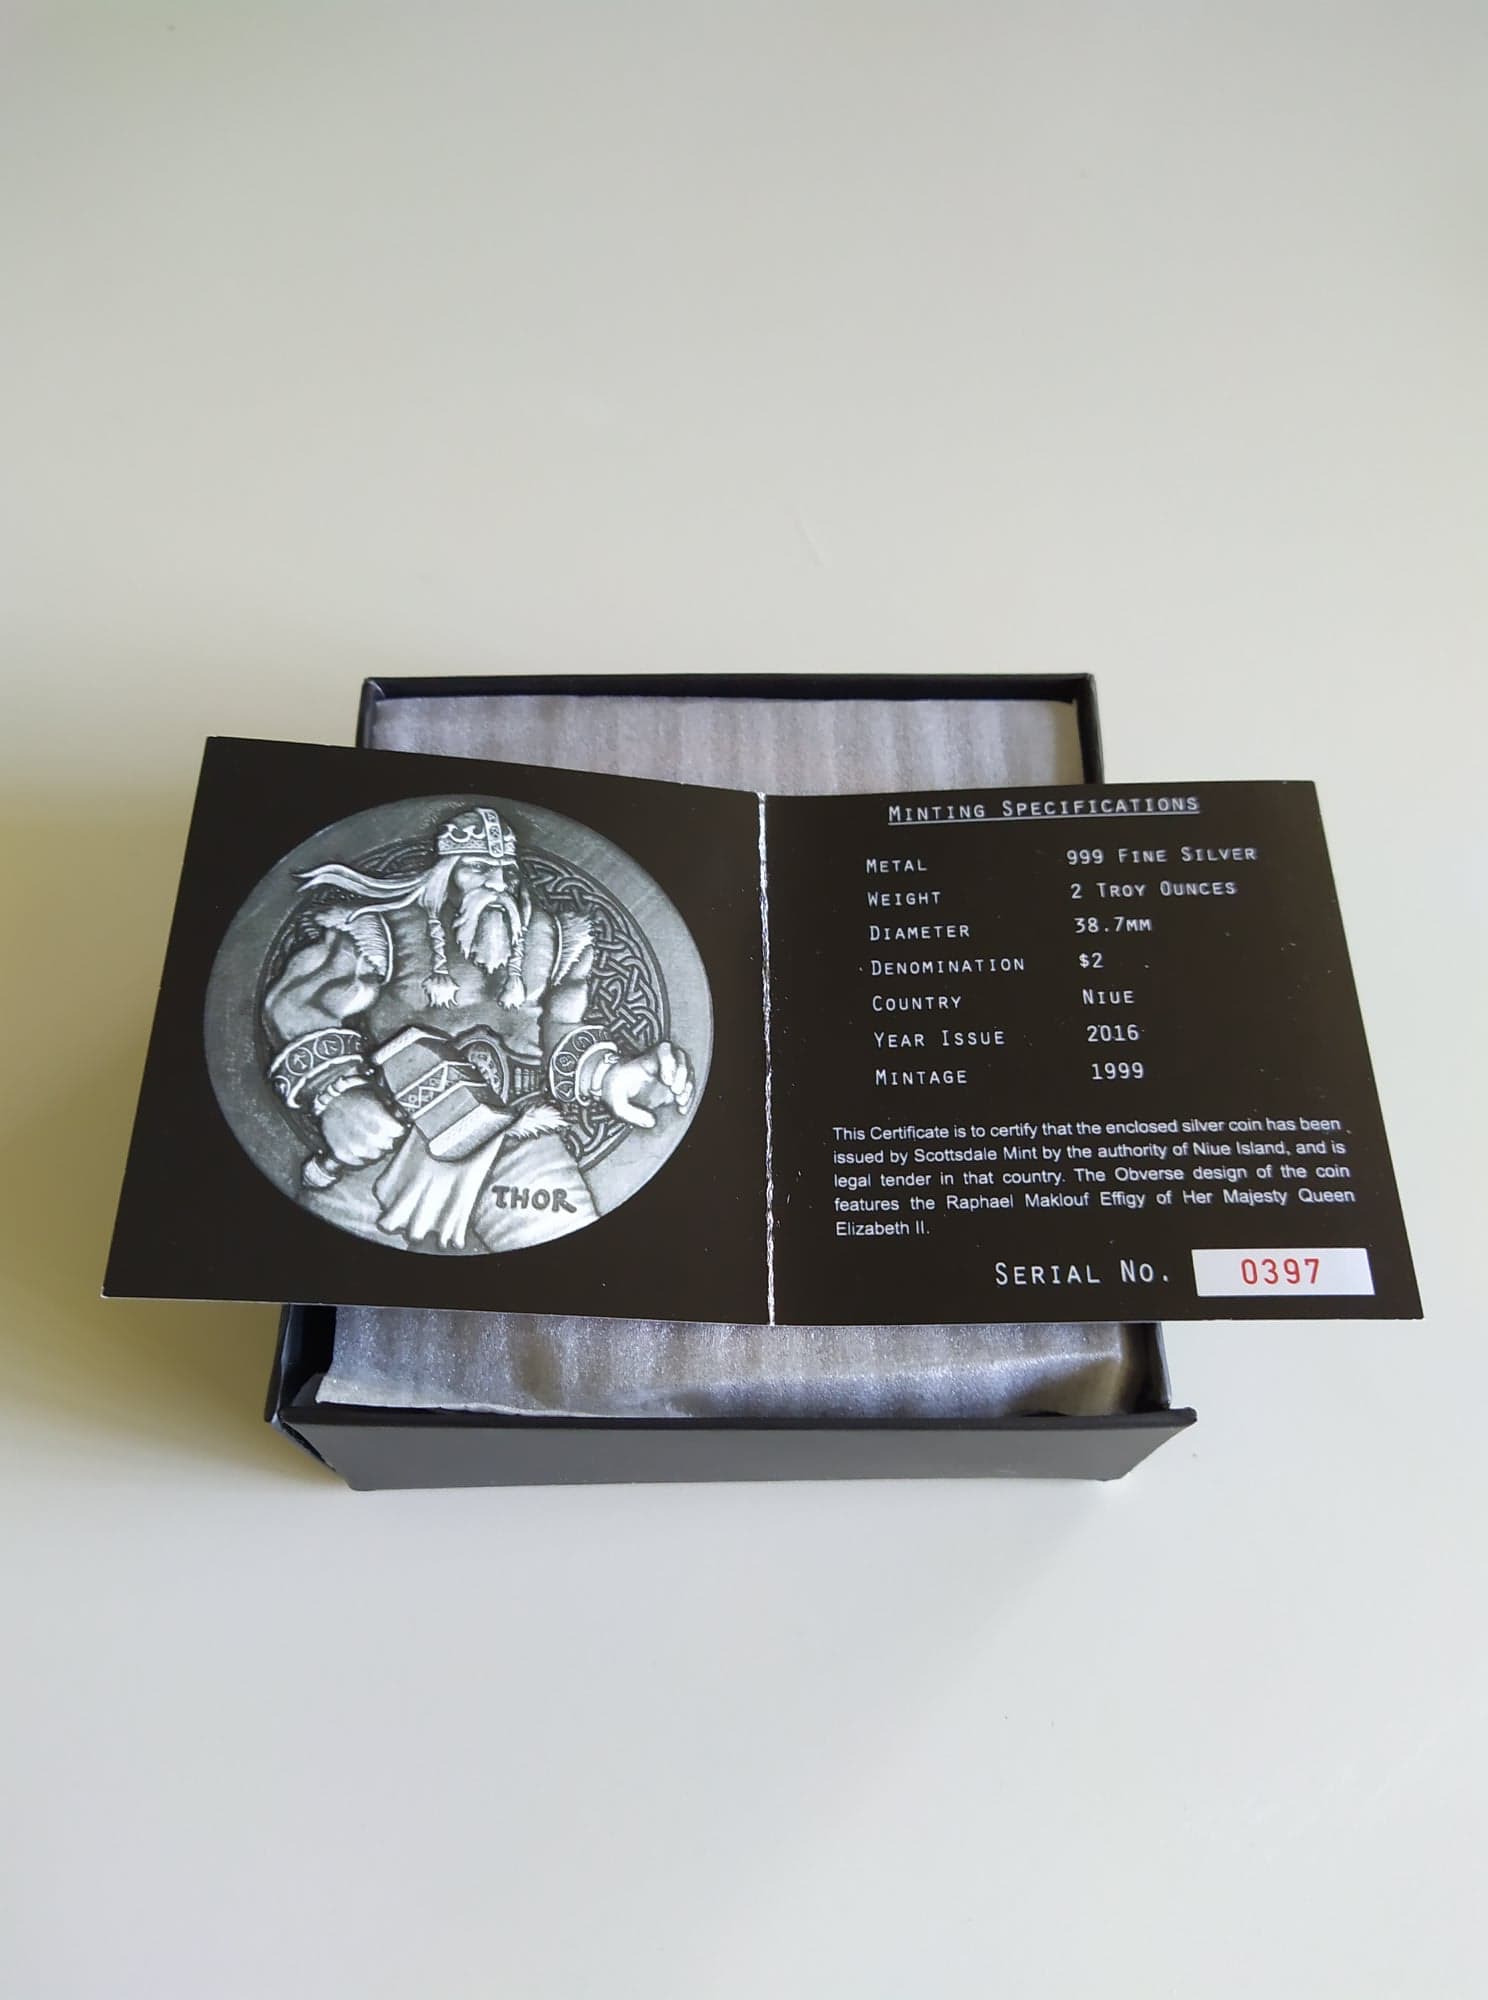 THOR
MINTING SPECIFICATIONS
METAL 999 FINE SILVER
WEIGHT 2 TROY OUNCES
DIAMETER 38.7MM
DENOMINATION $2
COUNTRY NIUE
YEAR ISSUE 2016
MINTAGE 1999
This Certificate is to certify that the enclosed silver coin has been
issued by Scottsdale Mint by the authority of Niue Island, and is
legal tender in that country. The Obverse design of the coin
features the Raphael Maklouf Effigy of Her Majesty Queen
Elizabeth II.
SERIAL NO. 0397